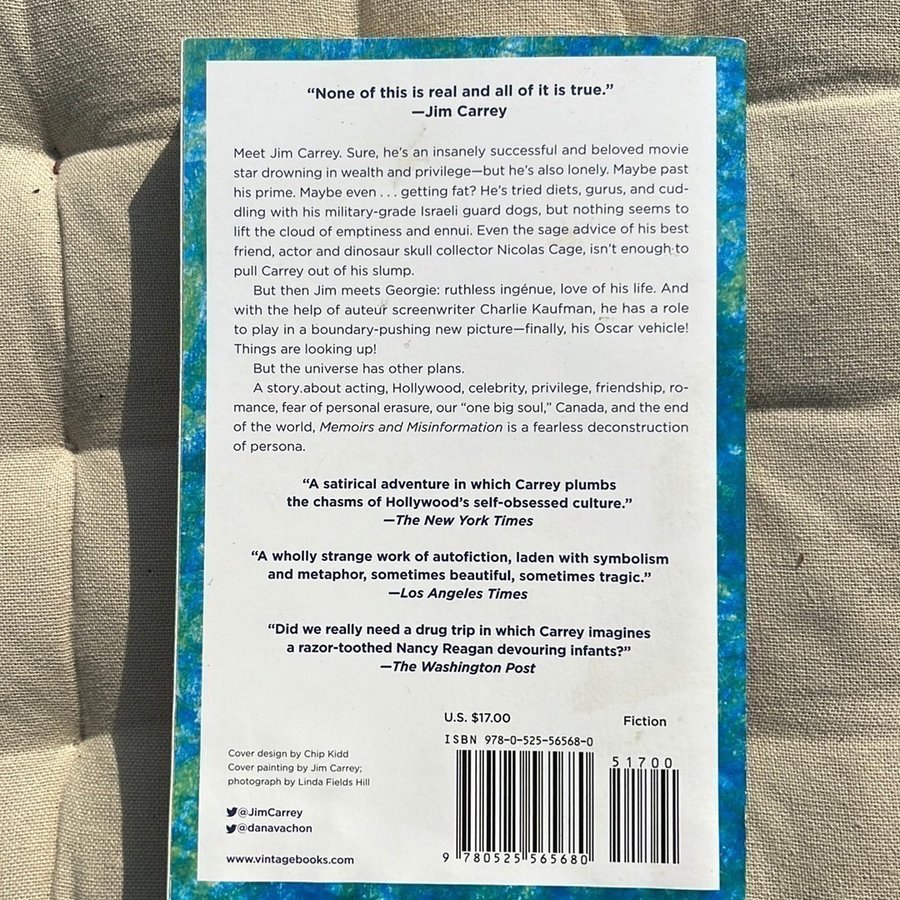 “None of this is real and all of it is true.”
—Jim Carrey
Meet Jim Carrey. Sure, he’s an insanely successful and beloved movie
star drowning in wealth and privilege—but he’s also lonely. Maybe past
his prime. Maybe even . . . getting fat? He’s tried diets, gurus, and cud-
dling with his military-grade Israeli guard dogs, but nothing seems to
lift the cloud of emptiness and ennui. Even the sage advice of his best
friend, actor and dinosaur skull collector Nicolas Cage, isn’t enough to
pull Carrey out of his slump.
But then Jim meets Georgie: ruthless ingénue, love of his life. And
with the help of auteur screenwriter Charlie Kaufman, he has a role
to play in a boundary-pushing new picture—finally, his Oscar vehicle!
Things are looking up!
But the universe has other plans.
A story about acting, Hollywood, celebrity, privilege, friendship, ro-
mance, fear of personal erasure, our “one big soul,” Canada, and the end
of the world, Memoirs and Misinformation is a fearless deconstruction
of persona.
“A satirical adventure in which Carrey plumbs
the chasms of Hollywood’s self-obsessed culture.”
—The New York Times
“A wholly strange work of autofiction, laden with symbolism
and metaphor, sometimes beautiful, sometimes tragic.”
—Los Angeles Times
“Did we really need a drug trip in which Carrey imagines
a razor-toothed Nancy Reagan devouring infants?”
—The Washington Post
U.S. $17.00
Fiction
ISBN 978-0-525-56568-0
51700
Cover design by Chip Kidd
Cover painting by Jim Carrey;
photograph by Linda Fields Hill
@JimCarrey
@danavachon
www.vintagebooks.com
9 780525 565680